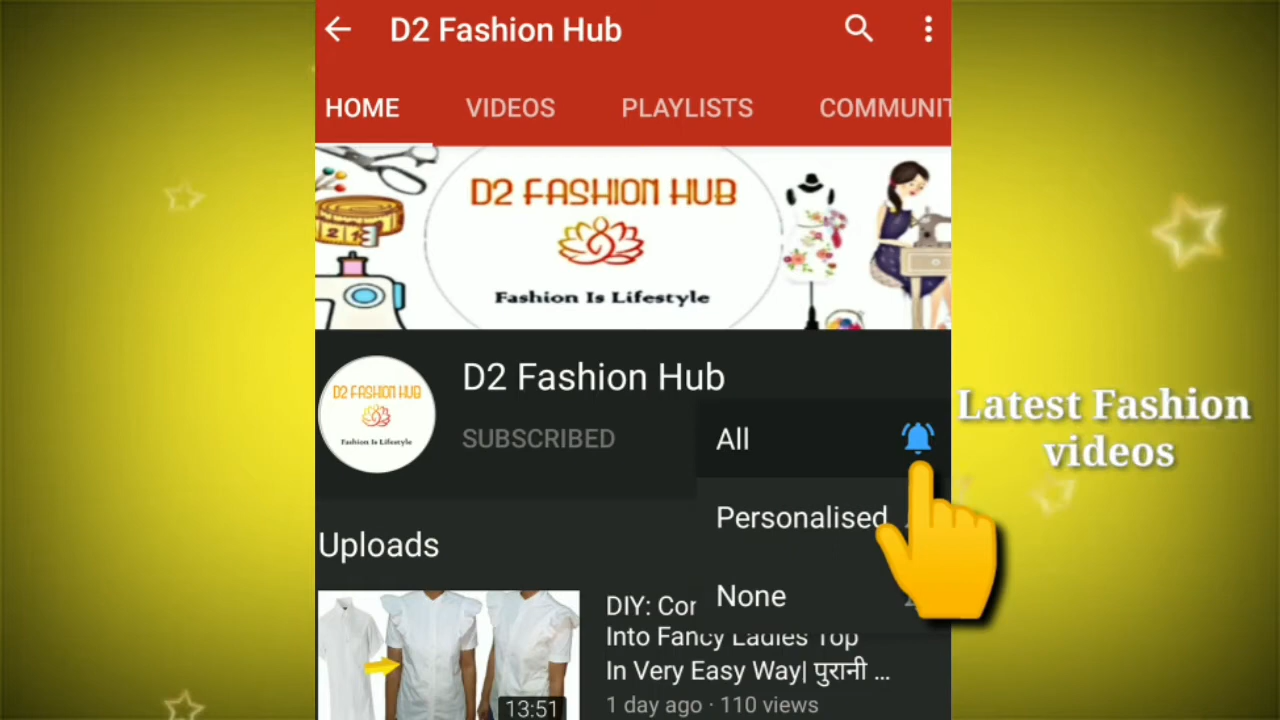 D2 Fashion Hub
HOME VIDEOS PLAYLISTS COMMUNIT
D2 FASHION HUB
Fashion Is Lifestyle
D2 Fashion Hub
D2 FASHION HUB
Fashion Is Lifestyle
SUBSCRIBED
All
Personalised
None
Latest Fashion
videos
Uploads
DIY: Cor
Into Fancy Ladies Top
In Very Easy Way| पुरानी ...
1 day ago · 110 views
13:51